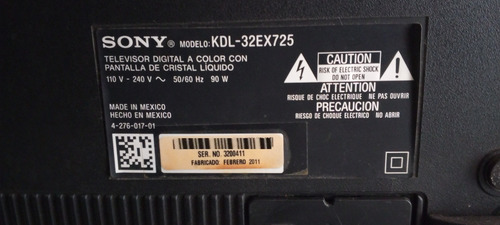 SONY® MODELO: KDL-32EX725
TELEVISOR DIGITAL A COLOR CON
PANTALLA DE CRISTAL LÍQUIDO
110 V - 240 V ~ 50/60 Hz 90 W
MADE IN MEXICO
HECHO EN MEXICO
4-276-017-01
SER. NO. 3200411
FABRICADO: FEBRERO 2011
CAUTION
RISK OF ELECTRIC SHOCK
DO NOT OPEN
ATTENTION
RISQUE DE CHOC ELECTRIQUE NE PAS OUVRIR
PRECAUCION
RIESGO DE CHOQUE ELECTRICO NO ABRIR